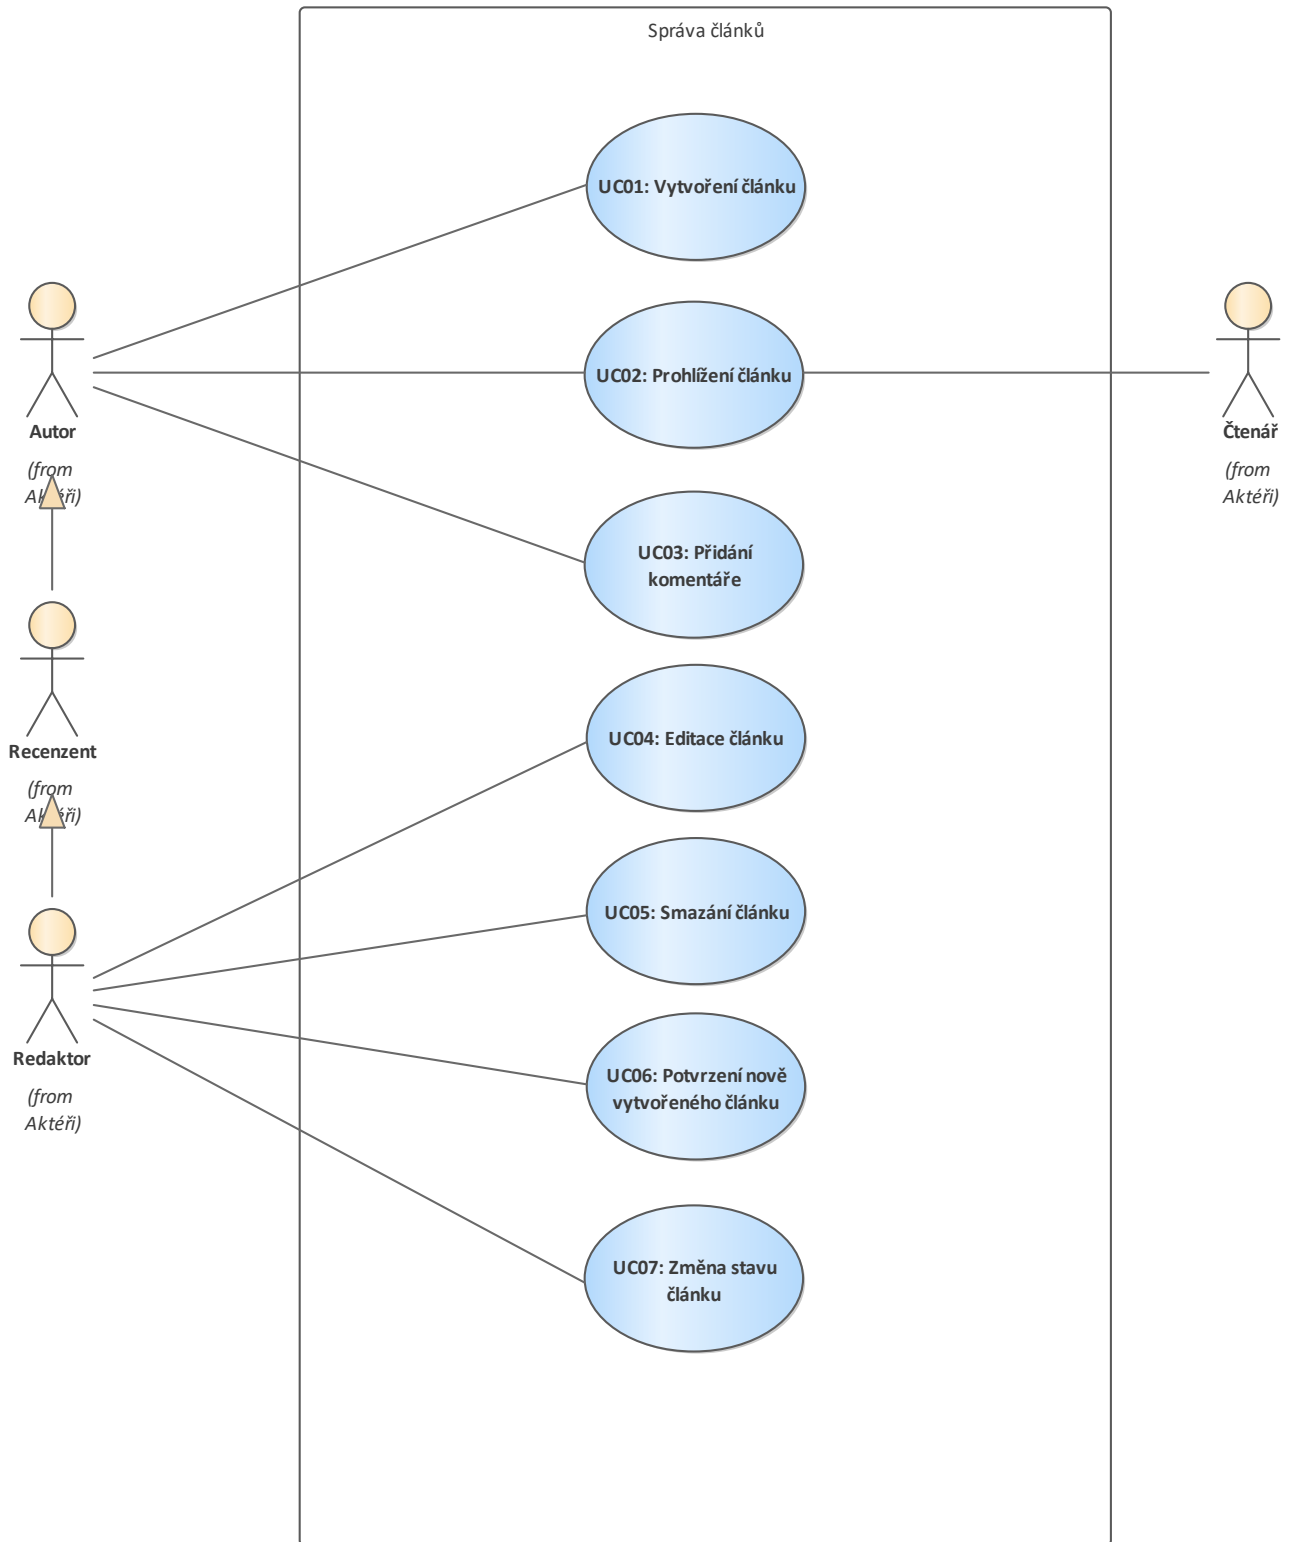 Správa článků
UC01: Vytvoření článku
UC02: Prohlížení článku
Autor
(from
Aktéři)
Čtenář
(from
Aktéři)
UC03: Přidání
komentáře
Recenzent
(from
Aktéři)
UC04: Editace článku
UC05: Smazání článku
Redaktor
(from
Aktéři)
UC06: Potvrzení nově
vytvořeného článku
UC07: Změna stavu
článku